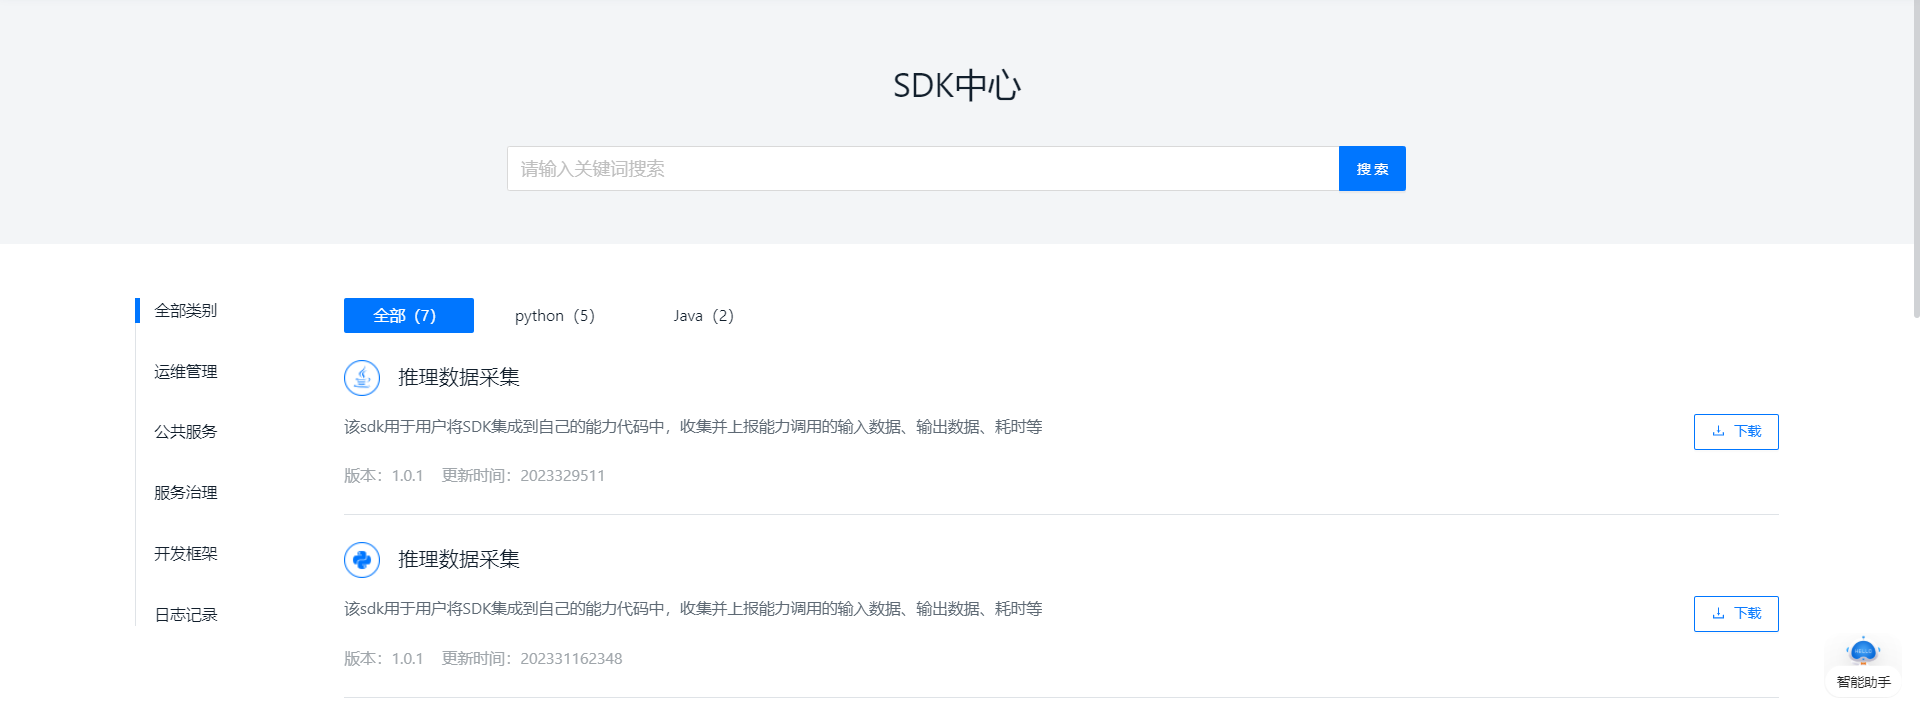 SDK中心
请输入关键词搜索
搜 索
全部类别
运维管理
公共服务
服务治理
开发框架
日志记录
全部（7） python（5） Java（2）
推理数据采集
该sdk用于用户将SDK集成到自己的能力代码中，收集并上报能力调用的输入数据、输出数据、耗时等
下载
版本：1.0.1 更新时间：2023329511
推理数据采集
该sdk用于用户将SDK集成到自己的能力代码中，收集并上报能力调用的输入数据、输出数据、耗时等
下载
版本：1.0.1 更新时间：202331162348
HELLO
智能助手